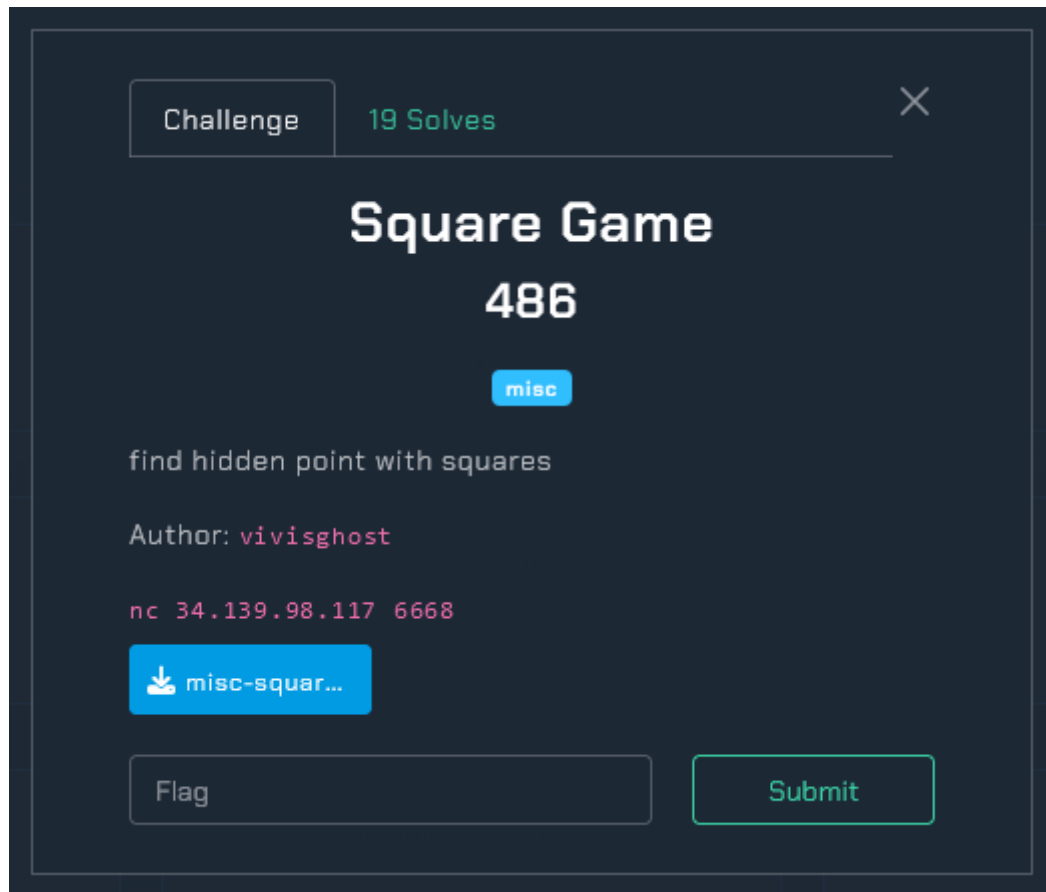 Challenge
19 Solves
Square Game
486
misc
find hidden point with squares
Author: vivisghost
nc 34.139.98.117 6668
misc-squar...
Flag
Submit